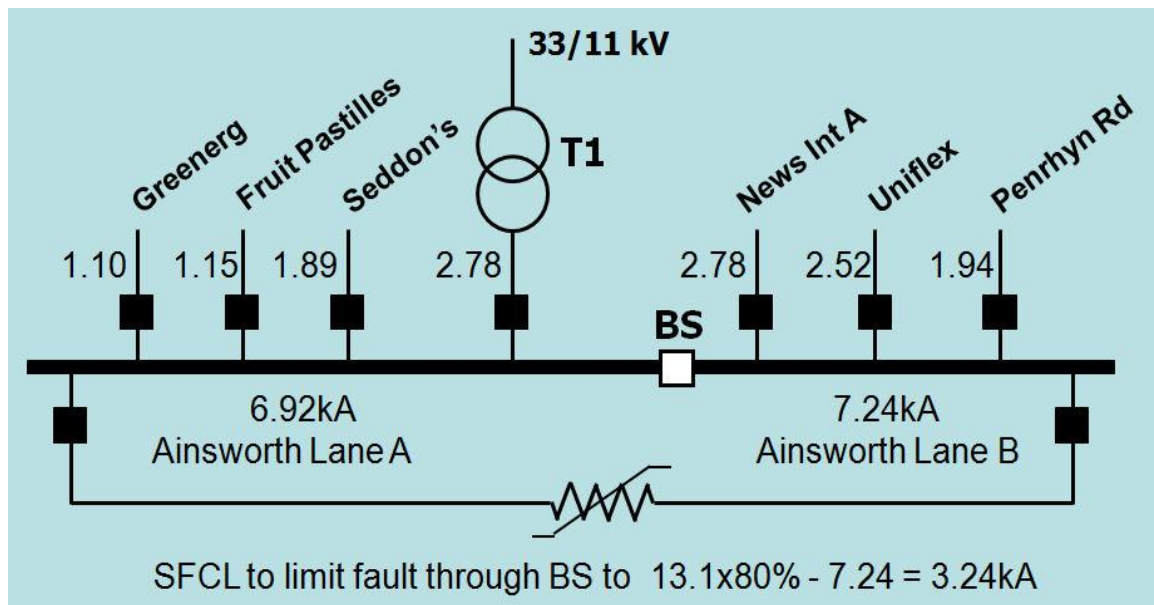 33/11 kV
Greenerg
Fruit Pastilles
Seddon's
T1
News Int A
Uniflex
Penrhyn Rd
1.10
1.15
1.89
2.78
2.78
2.52
1.94
BS
6.92kA
Ainsworth Lane A
7.24kA
Ainsworth Lane B
SFCL to limit fault through BS to 13.1x80% - 7.24 = 3.24kA